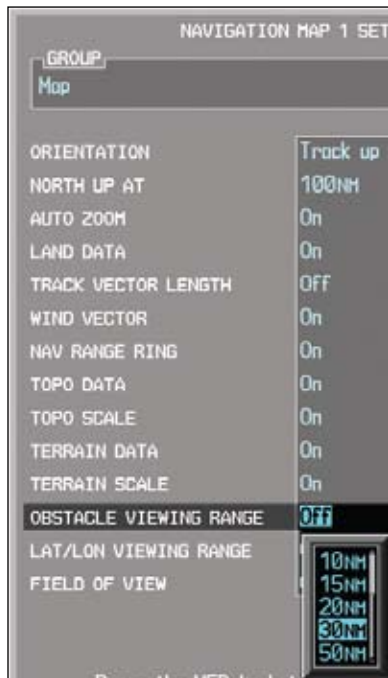 NAVIGATION MAP 1 SET
GROUP
Map
ORIENTATION Track up
NORTH UP AT 100NM
AUTO ZOOM On
LAND DATA On
TRACK VECTOR LENGTH Off
WIND VECTOR On
NAV RANGE RING On
TOPO DATA On
TOPO SCALE On
TERRAIN DATA On
TERRAIN SCALE On
OBSTACLE VIEWING RANGE Off
LAT/LON VIEWING RANGE
FIELD OF VIEW
10NM
15NM
20NM
30NM
50NM